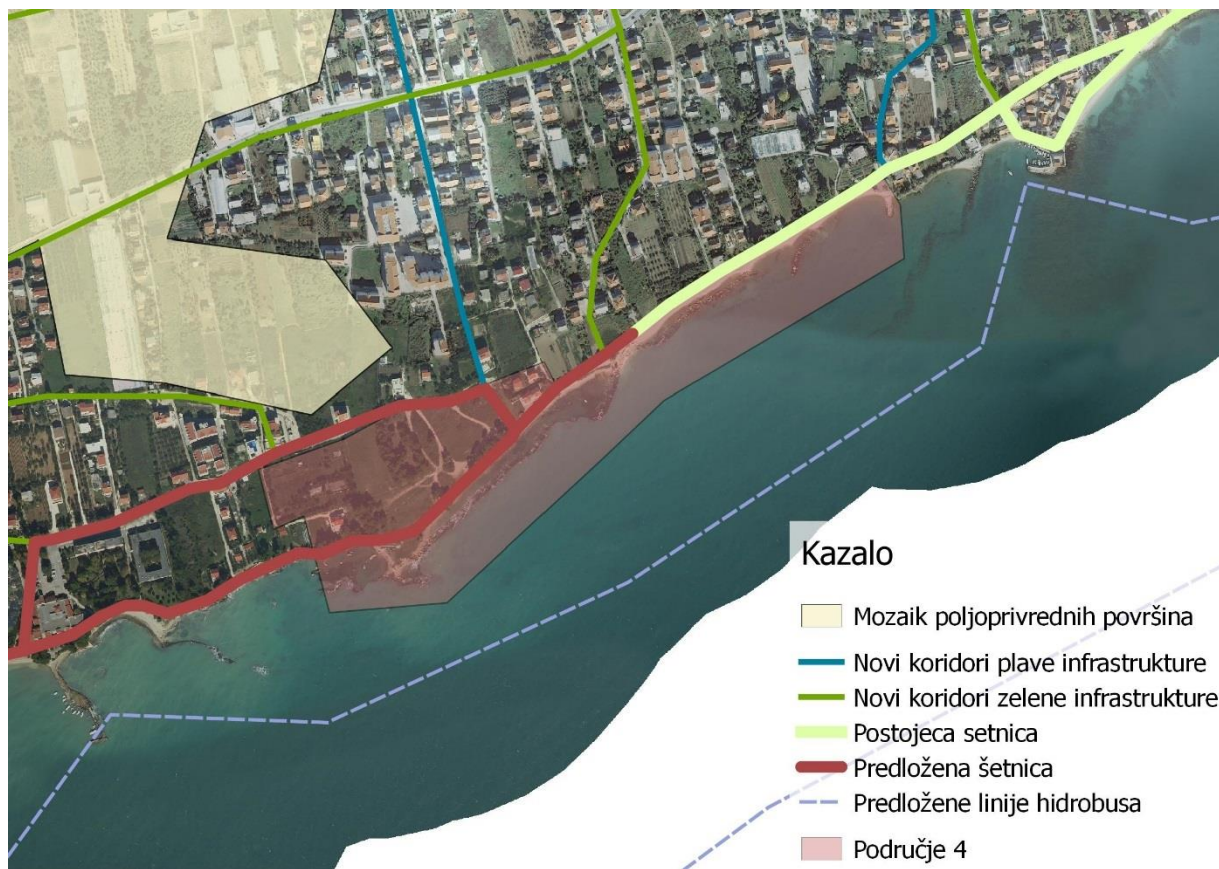 Kazalo
Mozaik poljoprivrednih površina
Novi koridori plave infrastrukture
Novi koridori zelene infrastrukture
Postojeca setnica
Predložena šetnica
Predložene linije hidrobusa
Područje 4